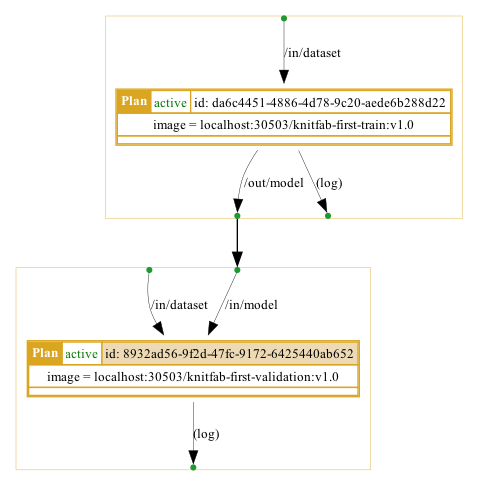 /in/dataset
Plan active id: da6c4451-4886-4d78-9c20-aede6b288d22
image = localhost:30503/knitfab-first-train:v1.0
/out/model (log)
/in/dataset /in/model
Plan active id: 8932ad56-9f2d-47fc-9172-6425440ab652
image = localhost:30503/knitfab-first-validation:v1.0
(log)